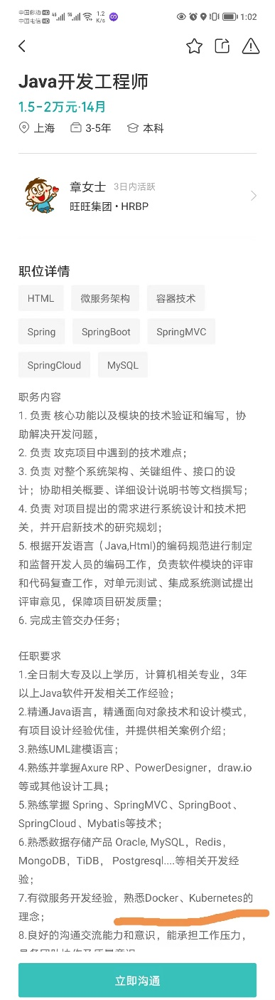 中国移动 HD 4G 5G 1.2 K/s 1:02
中国电信 HD
Java开发工程师
1.5-2万元·14月
上海 3-5年 本科
章女士 3日内活跃
旺旺集团 • HRBP
职位详情
HTML 微服务架构 容器技术
Spring SpringBoot SpringMVC
SpringCloud MySQL
职务内容
1. 负责 核心功能以及模块的技术验证和编写，协
助解决开发问题，
2. 负责 攻克项目中遇到的技术难点；
3. 负责 对整个系统架构、关键组件、接口的设
计；协助相关概要、详细设计说明书等文档撰写；
4. 负责 对项目提出的需求进行系统设计和技术把
关，并开启新技术的研究规划；
5. 根据开发语言（Java,Html)的编码规范进行制定
和监督开发人员的编码工作，负责软件模块的评审
和代码复查工作，对单元测试、集成系统测试提出
评审意见，保障项目研发质量；
6. 完成主管交办任务；
任职要求
1.全日制大专及以上学历，计算机相关专业，3年
以上Java软件开发相关工作经验；
2.精通Java语言，精通面向对象技术和设计模式，
有项目设计经验优佳，并提供相关案例介绍；
3.熟练UML建模语言；
4.熟练并掌握Axure RP、PowerDesigner，draw.io
等或其他设计工具；
5.熟练掌握 Spring、SpringMVC、SpringBoot、
SpringCloud、Mybatis等技术；
6.熟悉数据存储产品 Oracle, MySQL，Redis，
MongoDB，TiDB， Postgresql....等相关开发经
验；
7.有微服务开发经验，熟悉Docker、Kubernetes的
理念；
8.良好的沟通交流能力和意识，能承担工作压力，
立即沟通